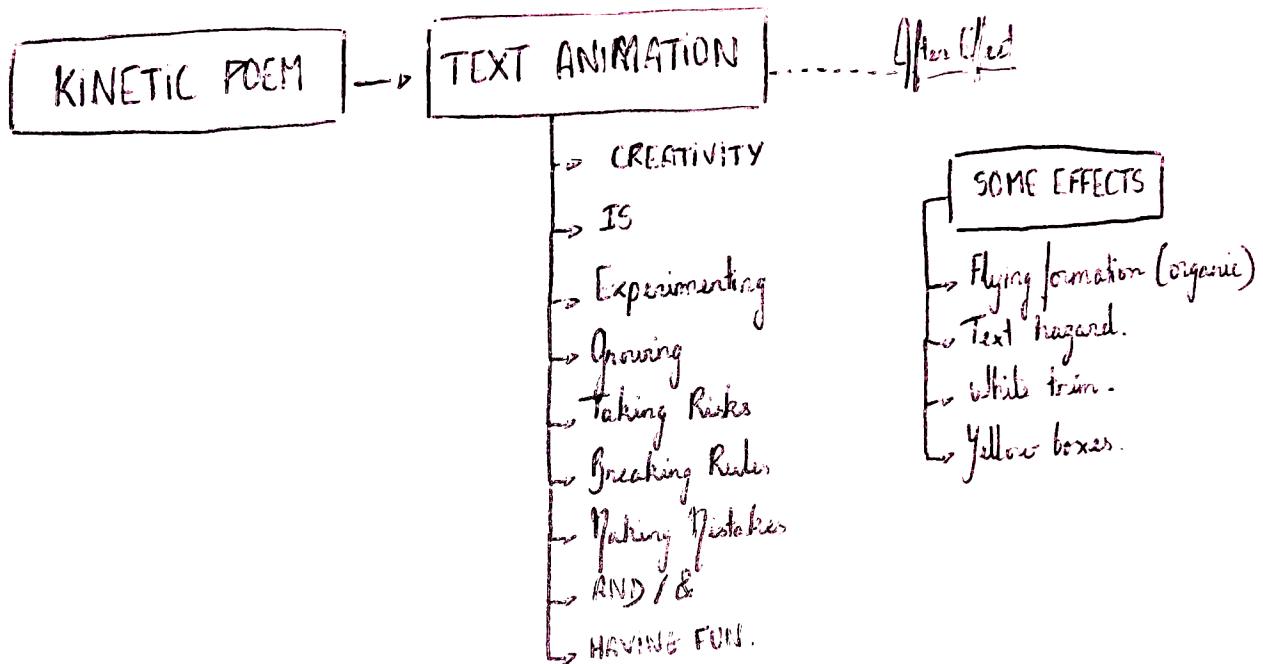 KiNETiC POEM
TEXT ANiMATiON
After Effect
CREATiViTY
IS
Experimenting
Growing
Taking Risks
Breaking Rules
Making Mistakes
AND / &
HAViNG FUN.
SOME EFFECTS
Flying formation (organic)
Text hazard.
White trim.
Yellow boxes.